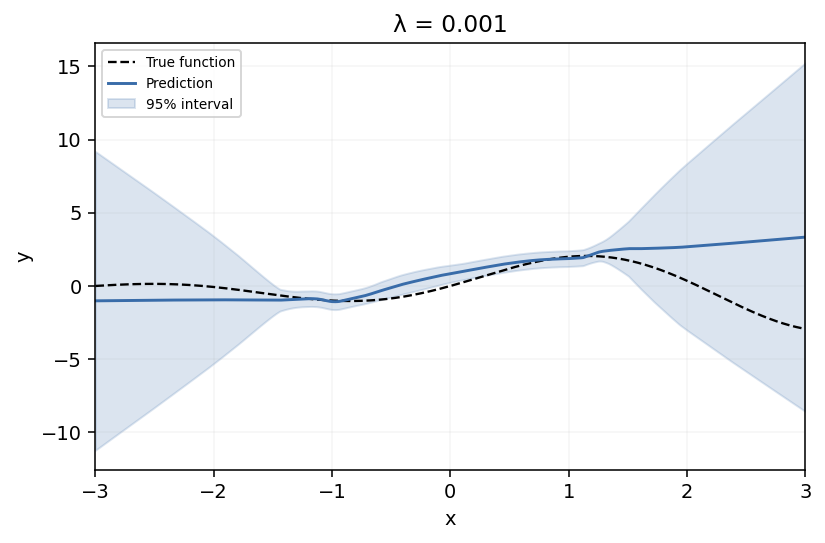 λ = 0.001
True function
Prediction
95% interval
15
10
5
0
−5
−10
y
−3 −2 −1 0 1 2 3
x